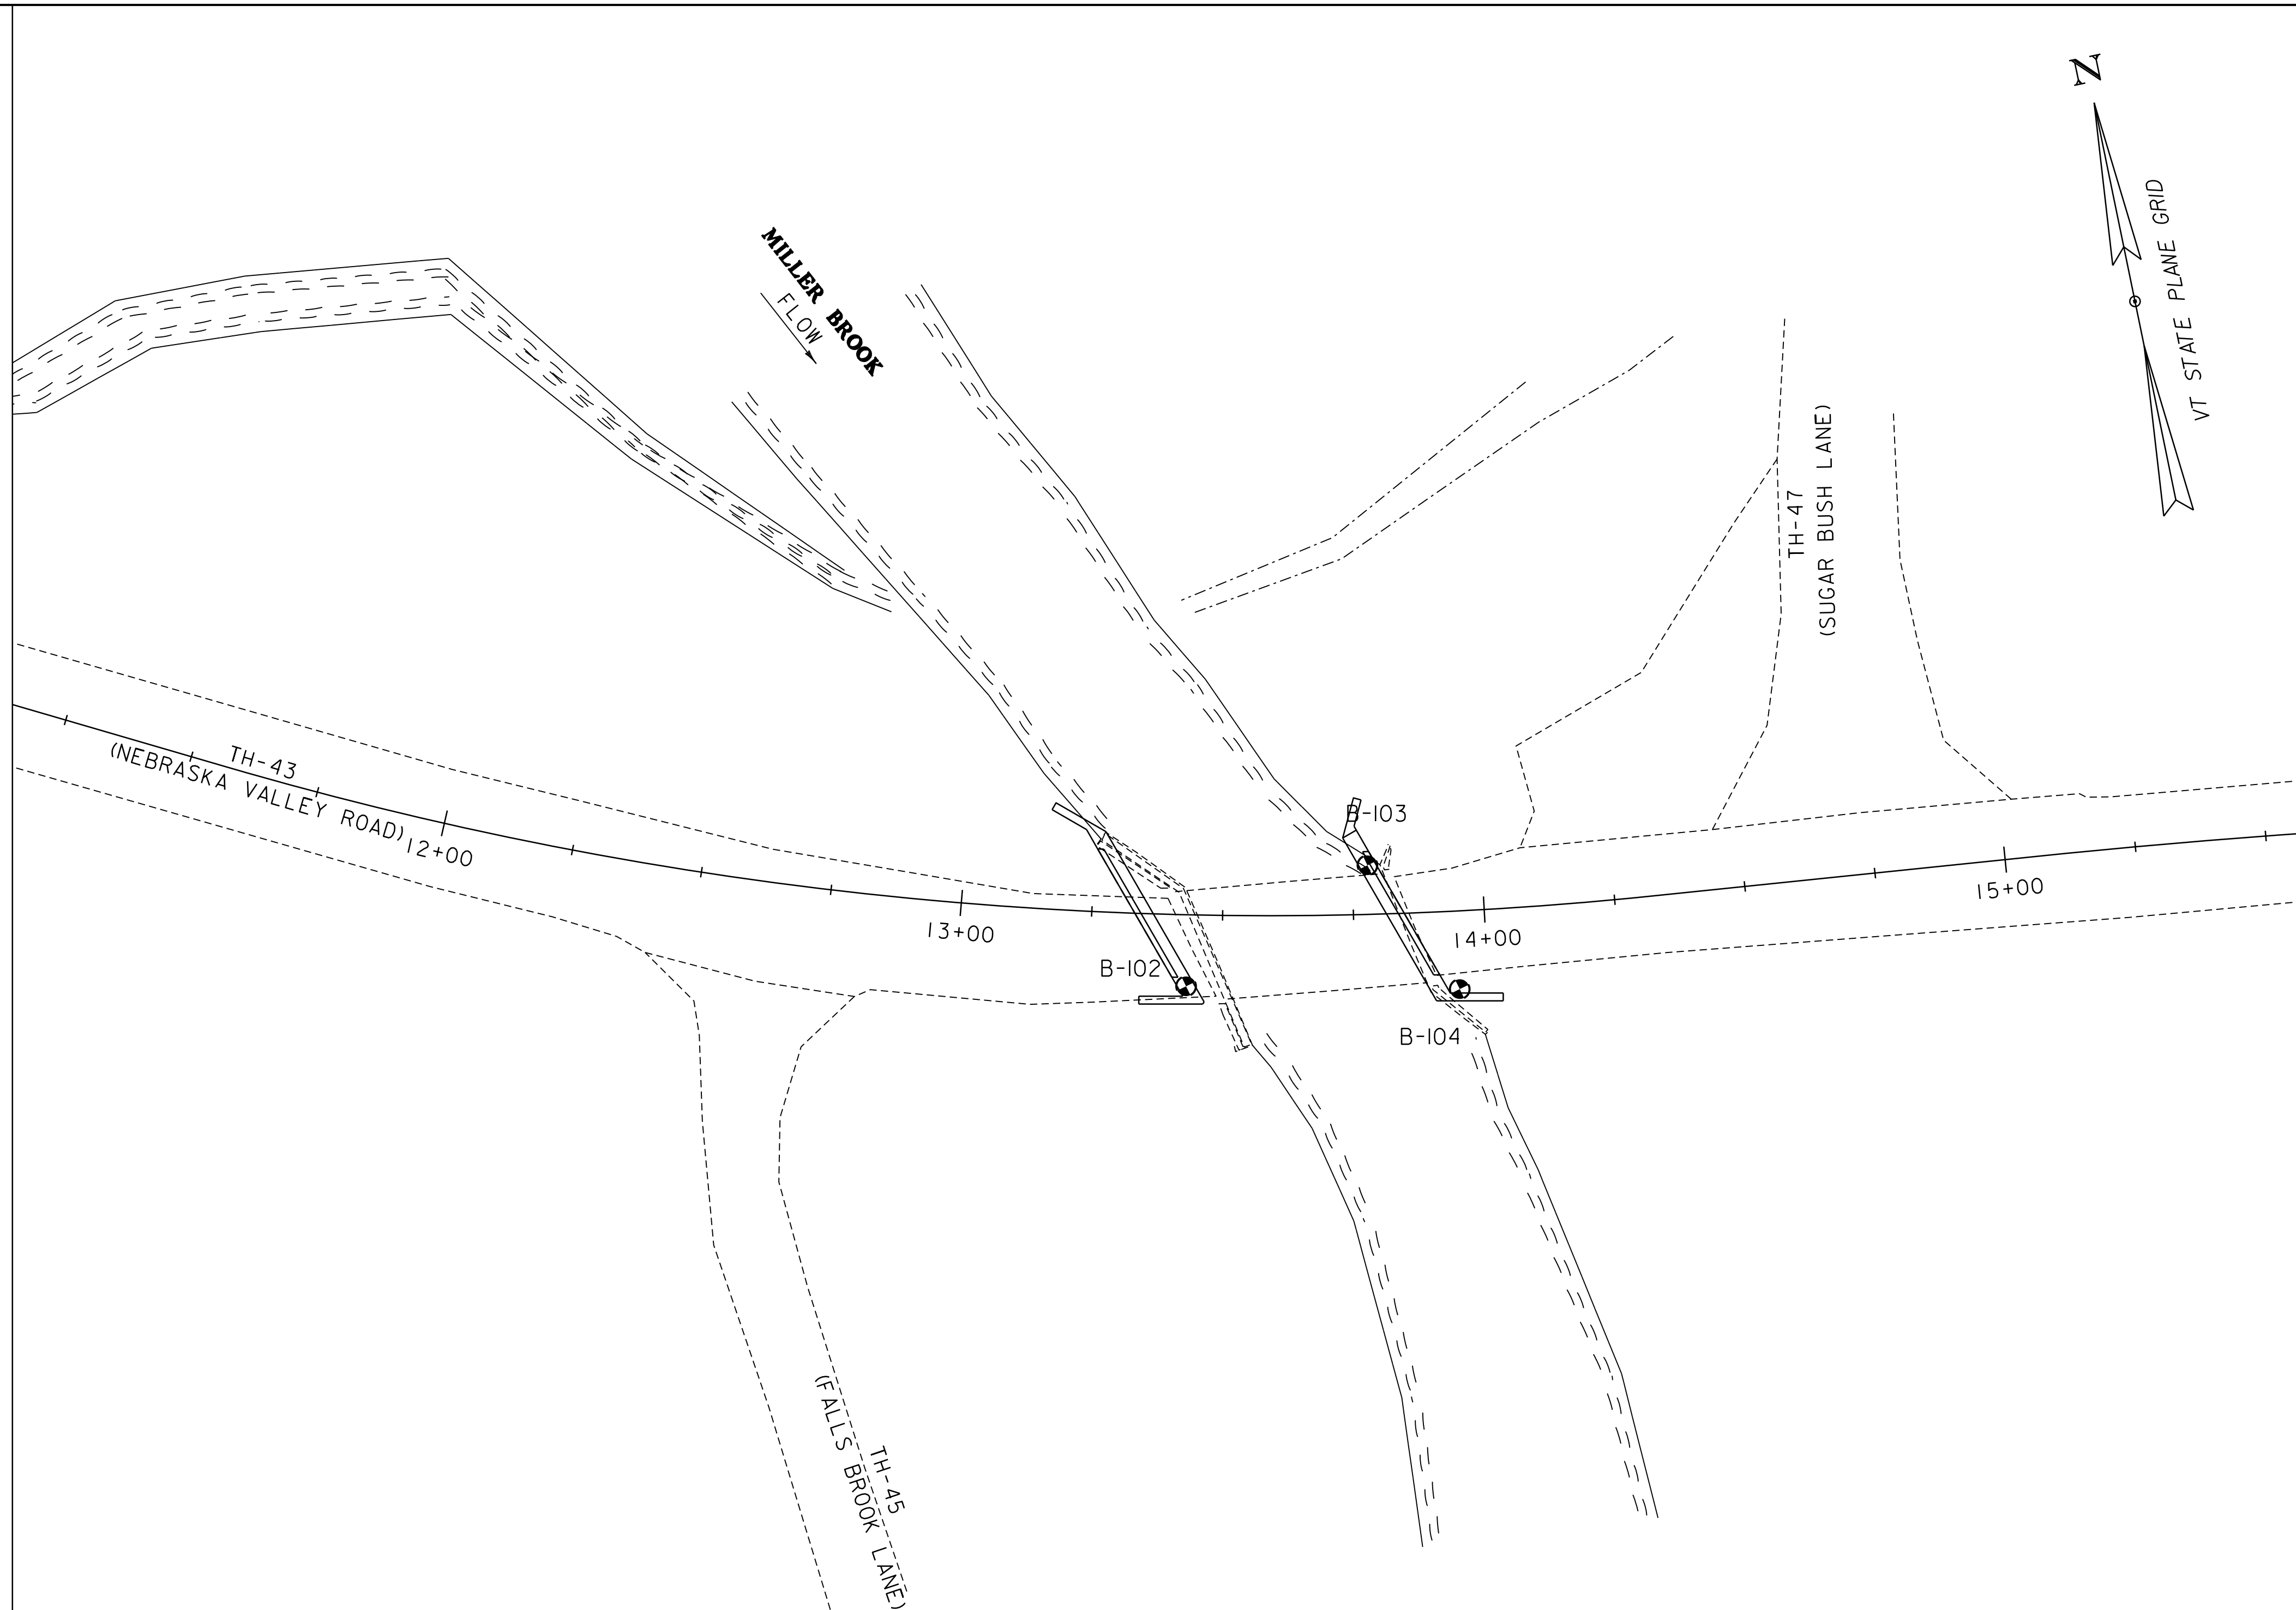 N
VT STATE PLANE GRID
MILLER BROOK
FLOW
TH-47
(SUGAR BUSH LANE)
TH-43
(NEBRASKA VALLEY ROAD)
12+00
13+00
14+00
15+00
B-103
B-102
B-104
TH-45
(FALLS BROOK LANE)